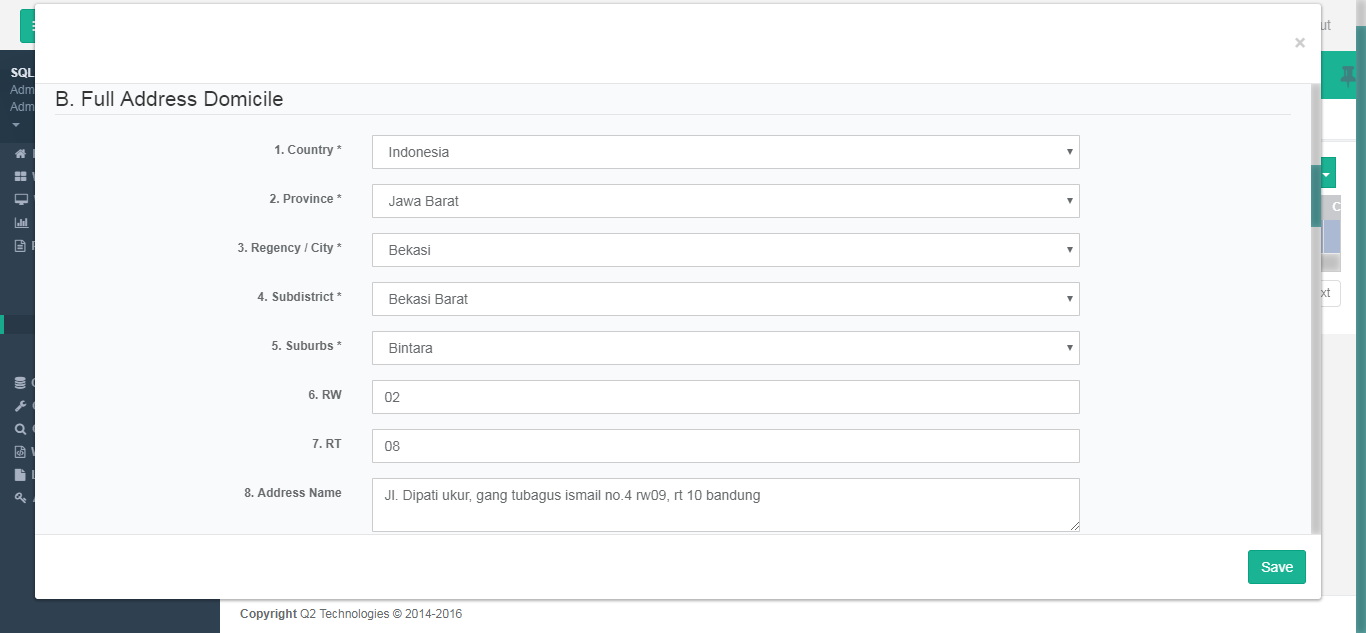 ut
×
SQL
Adm
Adm
B. Full Address Domicile
1. Country *
Indonesia
2. Province *
Jawa Barat
3. Regency / City *
Bekasi
4. Subdistrict *
Bekasi Barat
5. Suburbs *
Bintara
6. RW
02
7. RT
08
8. Address Name
Jl. Dipati ukur, gang tubagus ismail no.4 rw09, rt 10 bandung
C
xt
Save
Copyright Q2 Technologies © 2014-2016